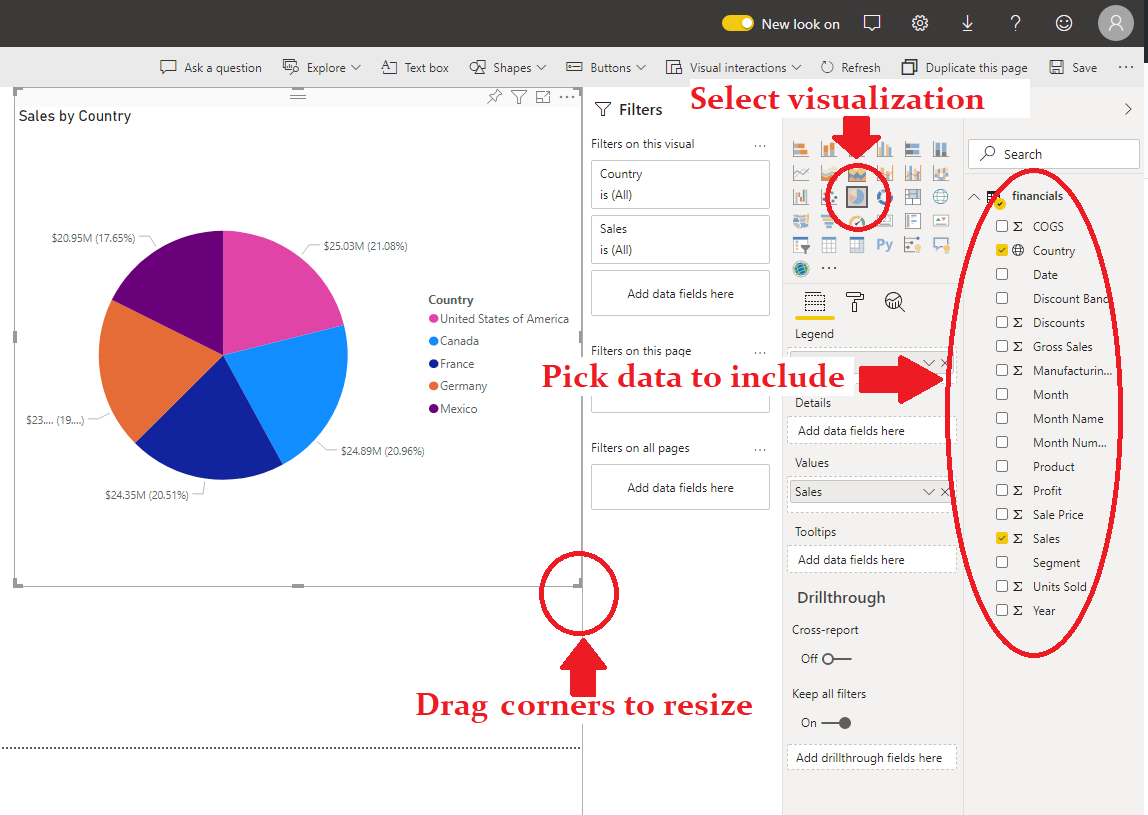 New look on
Ask a question
Explore
Text box
Shapes
Buttons
Visual interactions
Refresh
Duplicate this page
Save
Sales by Country
$20.95M (17.65%)
$25.03M (21.08%)
$23.... (19....)
$24.89M (20.96%)
$24.35M (20.51%)
Country
United States of America
Canada
France
Germany
Mexico
Drag corners to resize
Filters
Filters on this visual
Country
is (All)
Sales
is (All)
Add data fields here
Filters on this page
Filters on all pages
Add data fields here
Select visualization
Py
Legend
Pick data to include
Details
Add data fields here
Values
Sales
Tooltips
Add data fields here
Drillthrough
Cross-report
Off
Keep all filters
On
Add drillthrough fields here
Search
financials
COGS
Country
Date
Discount Band
Discounts
Gross Sales
Manufacturin...
Month
Month Name
Month Num...
Product
Profit
Sale Price
Sales
Segment
Units Sold
Year